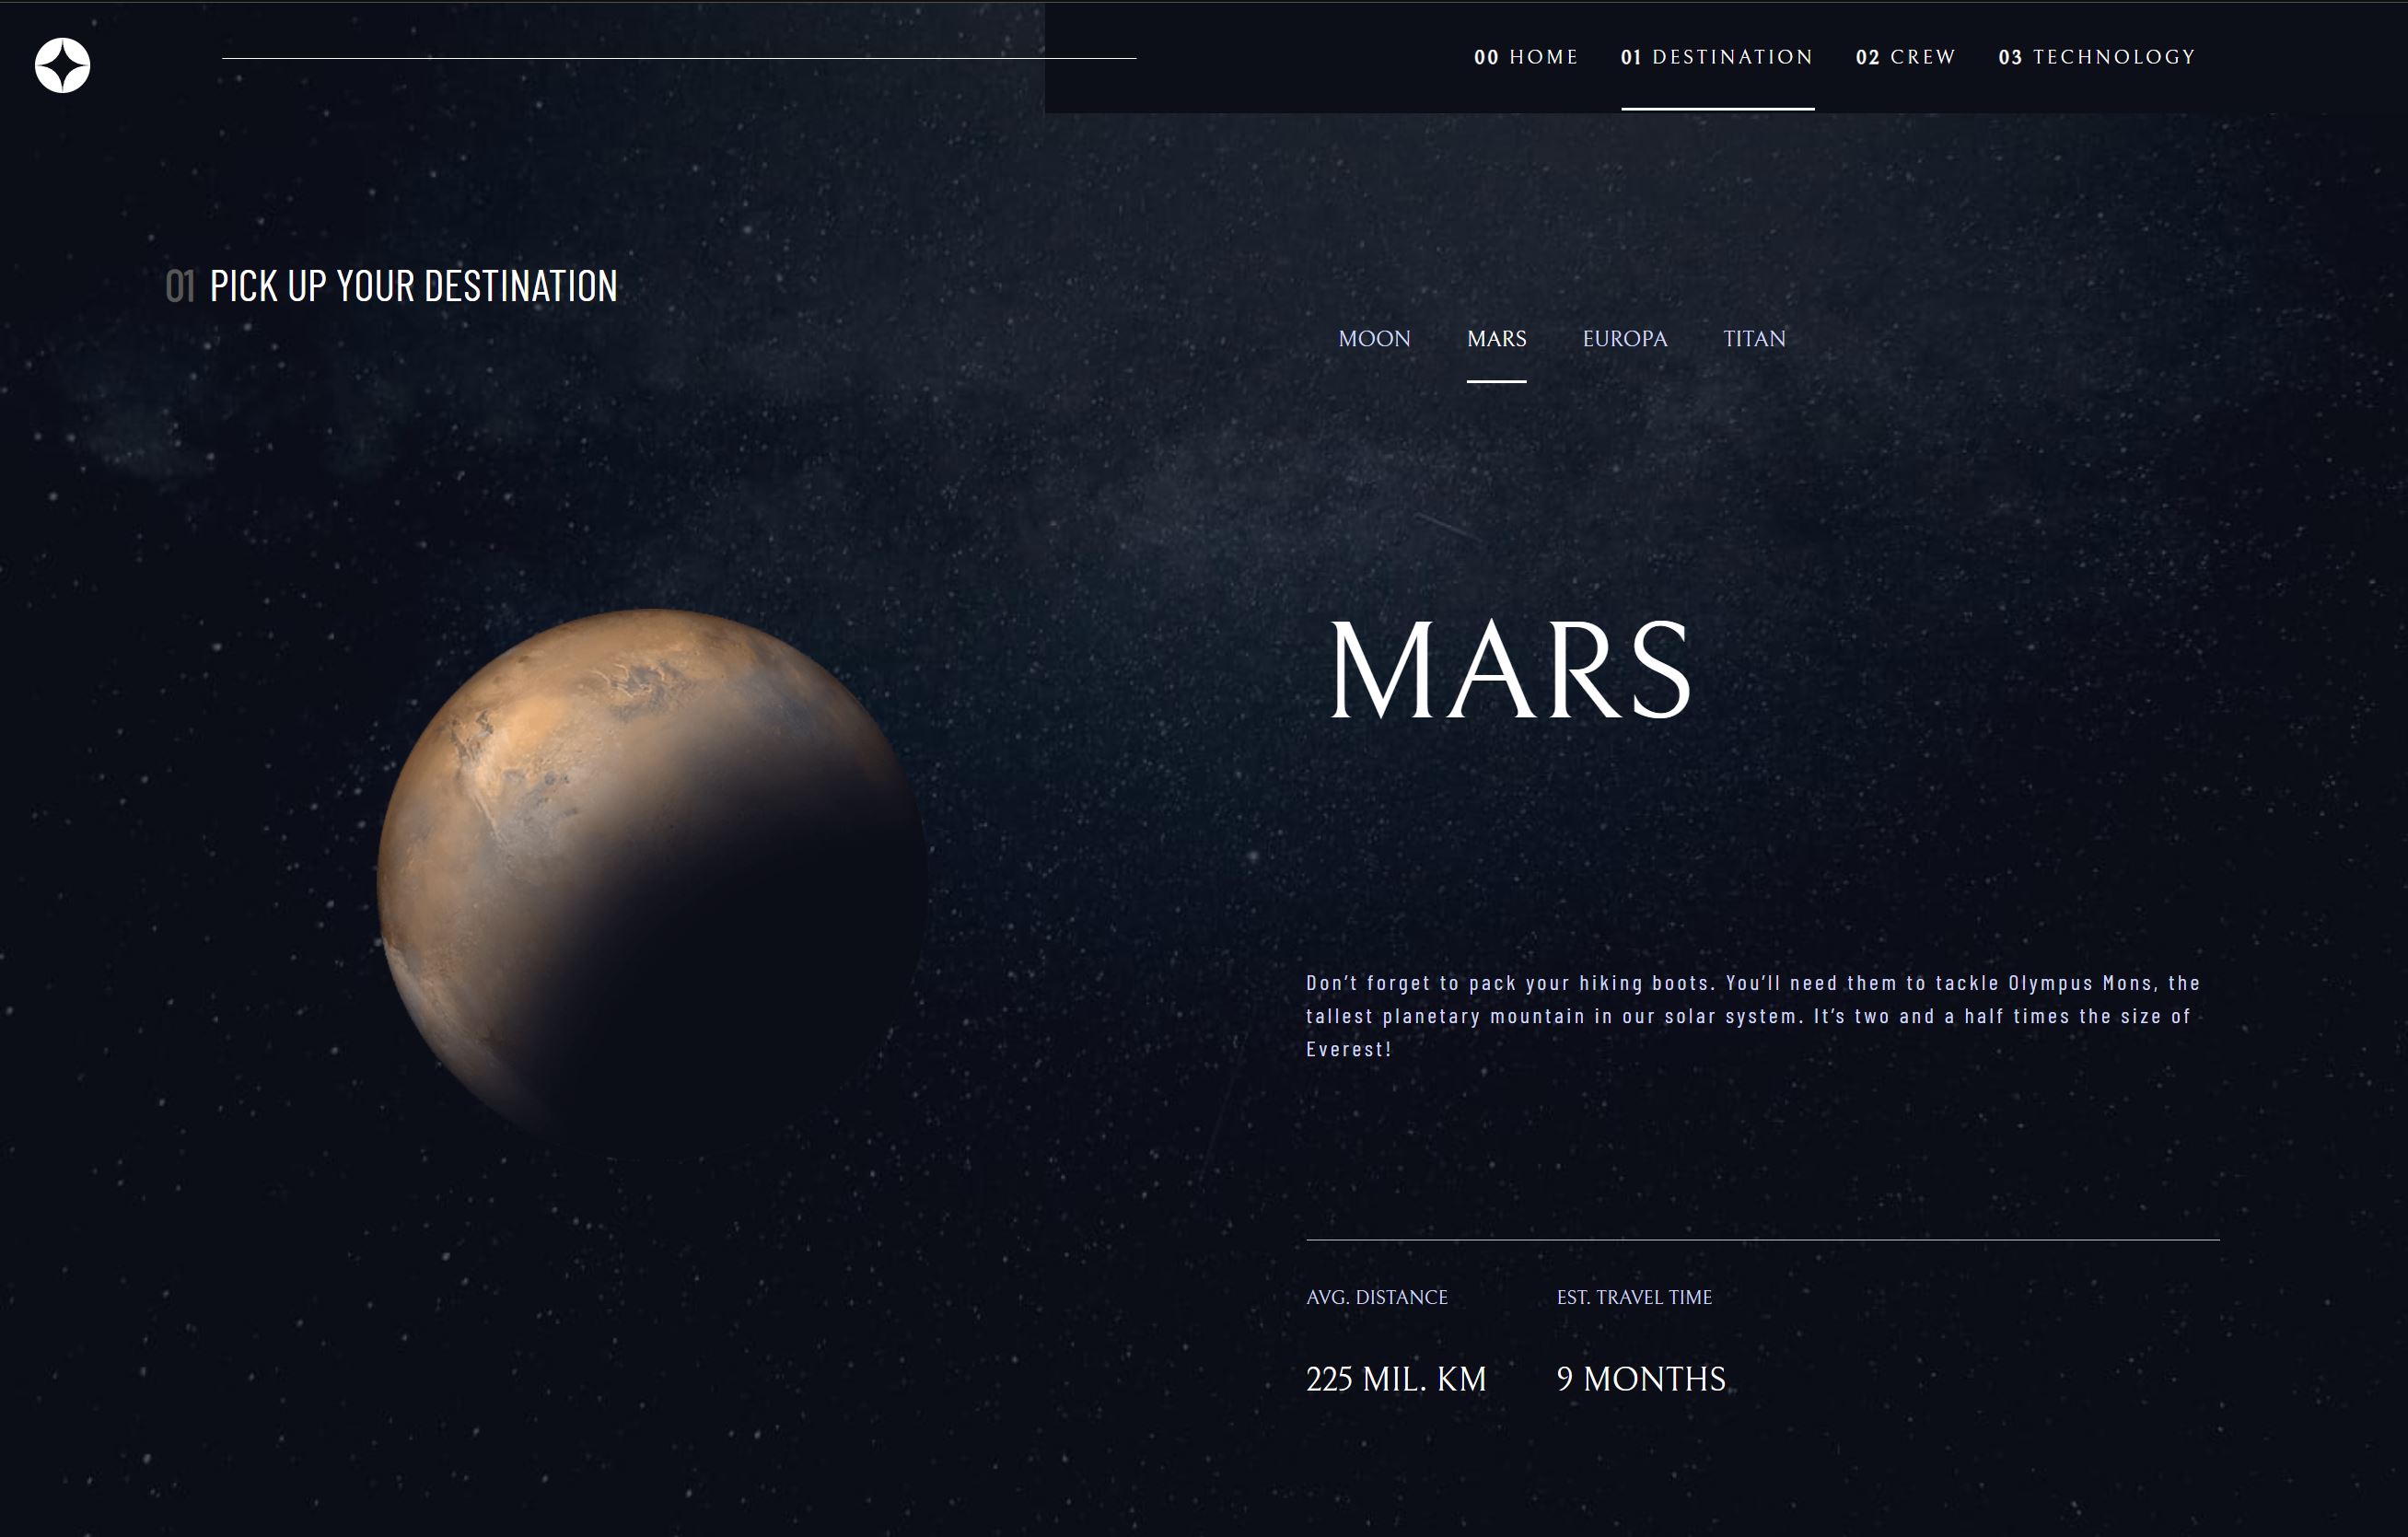 00 HOME 01 DESTINATION 02 CREW 03 TECHNOLOGY
01 PICK UP YOUR DESTINATION
MOON MARS EUROPA TITAN
MARS
Don’t forget to pack your hiking boots. You’ll need them to tackle Olympus Mons, the
tallest planetary mountain in our solar system. It’s two and a half times the size of
Everest!
AVG. DISTANCE EST. TRAVEL TIME
225 MIL. KM 9 MONTHS